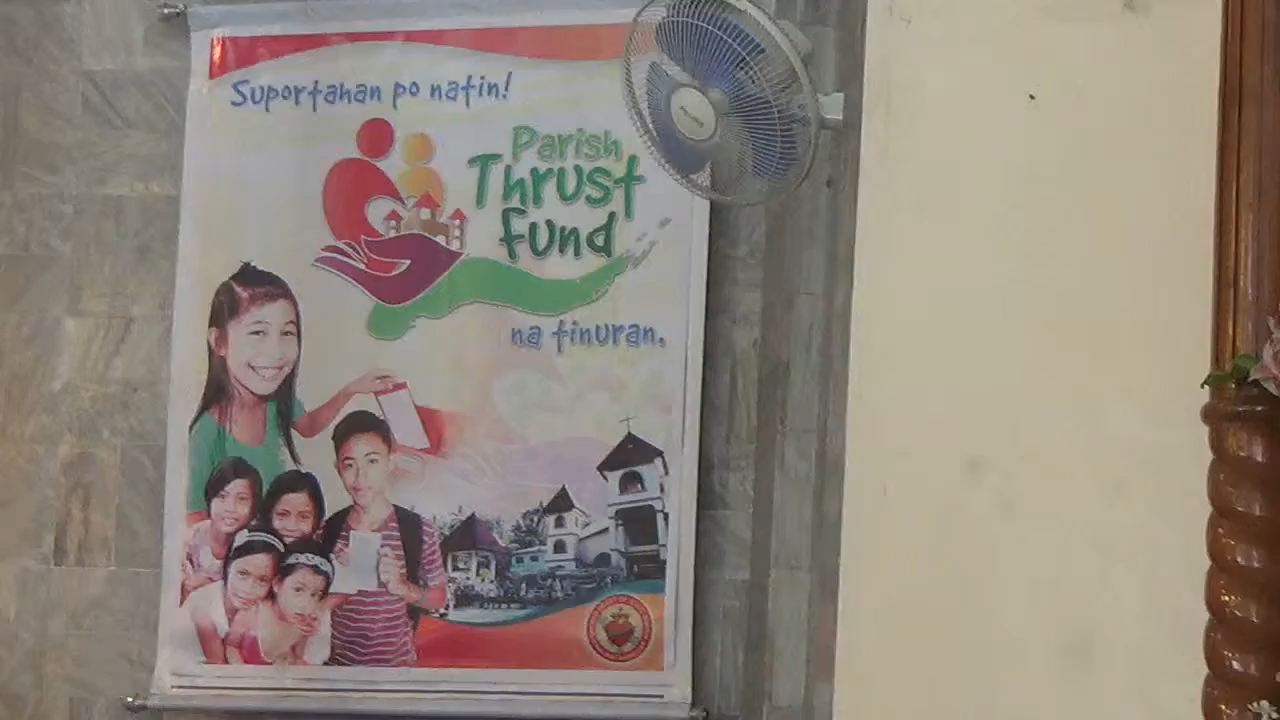 Suportahan po natin!
Parish
Thrust
Fund
na tinuran.